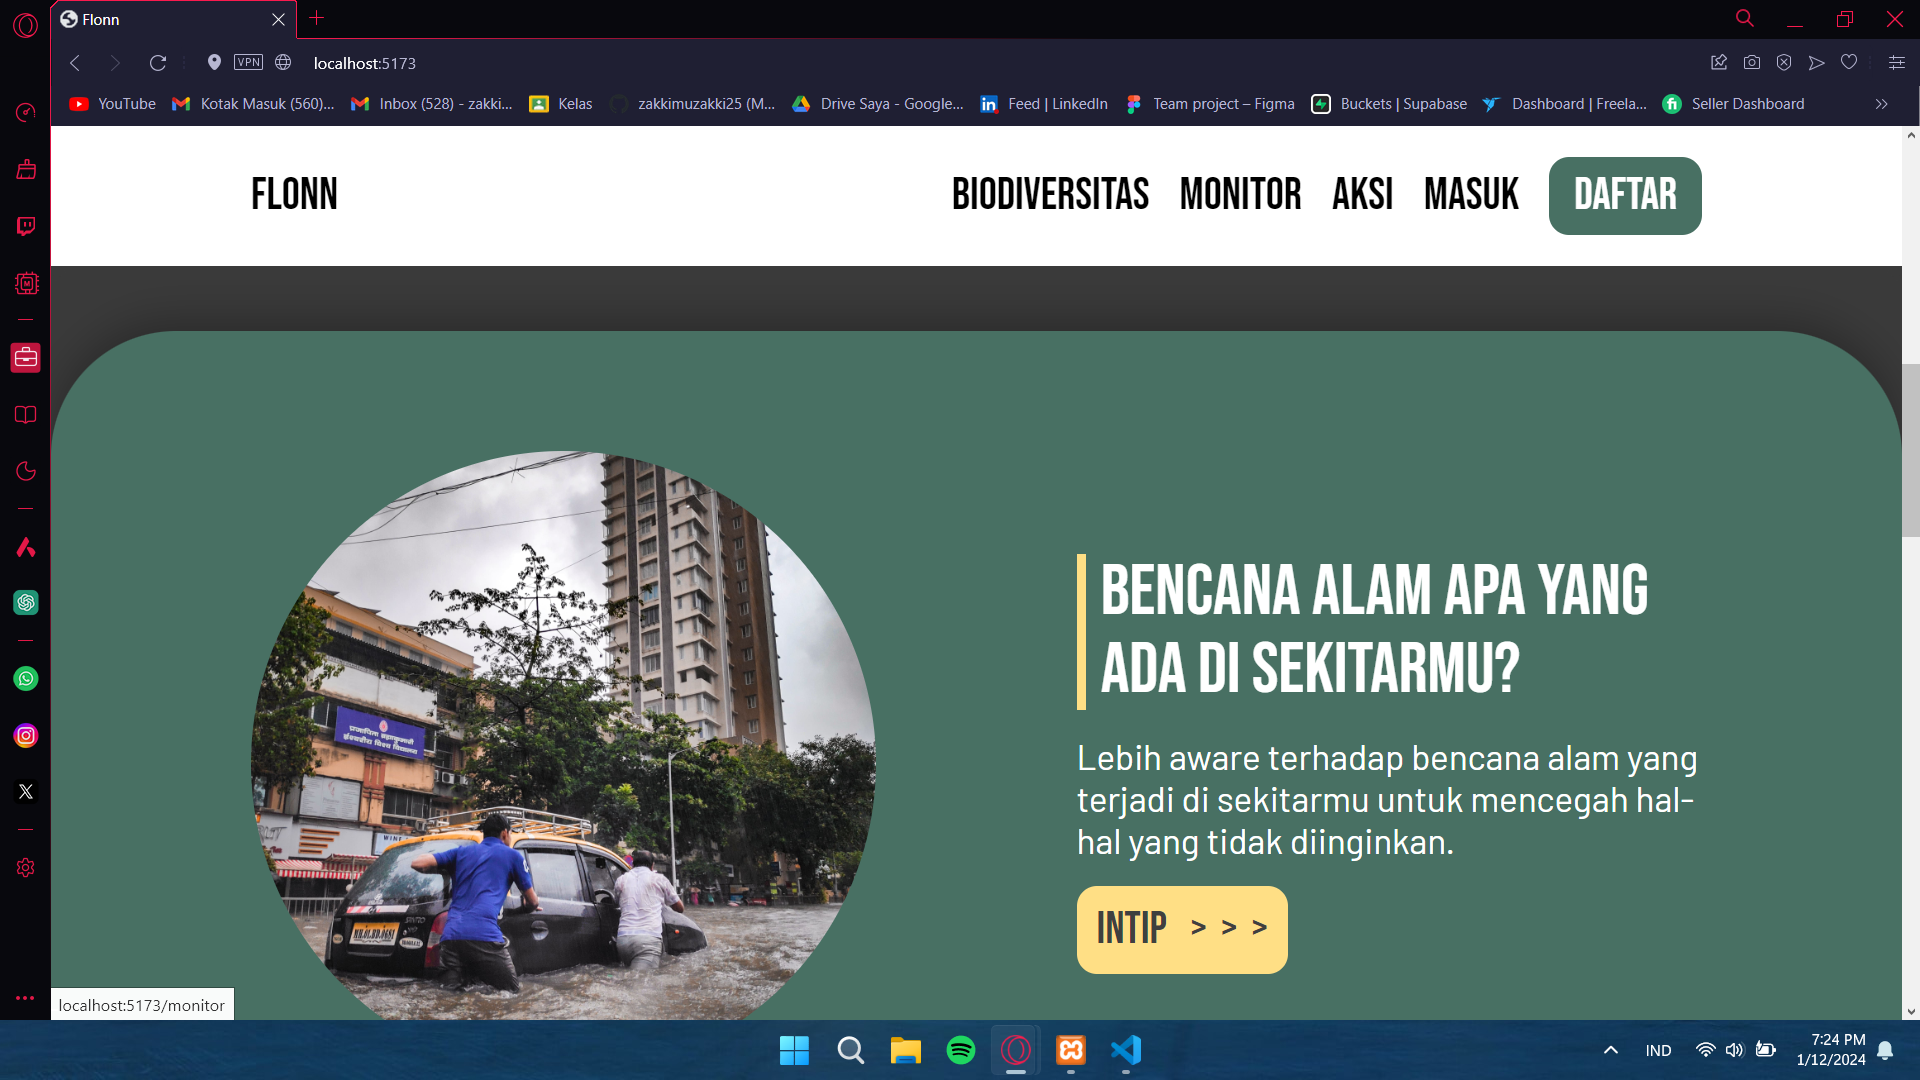 Flonn
VPN
localhost:5173
YouTube
Kotak Masuk (560)...
Inbox (528) - zakki...
Kelas
zakkimuzakki25 (M...
Drive Saya - Google...
Feed | LinkedIn
Team project – Figma
Buckets | Supabase
Dashboard | Freela...
Seller Dashboard
FLONN
BIODIVERSITAS
MONITOR
AKSI
MASUK
DAFTAR
BENCANA ALAM APA YANG
ADA DI SEKITARMU?
Lebih aware terhadap bencana alam yang
terjadi di sekitarmu untuk mencegah hal-
hal yang tidak diinginkan.
INTIP > > >
localhost:5173/monitor
IND
7:24 PM
1/12/2024